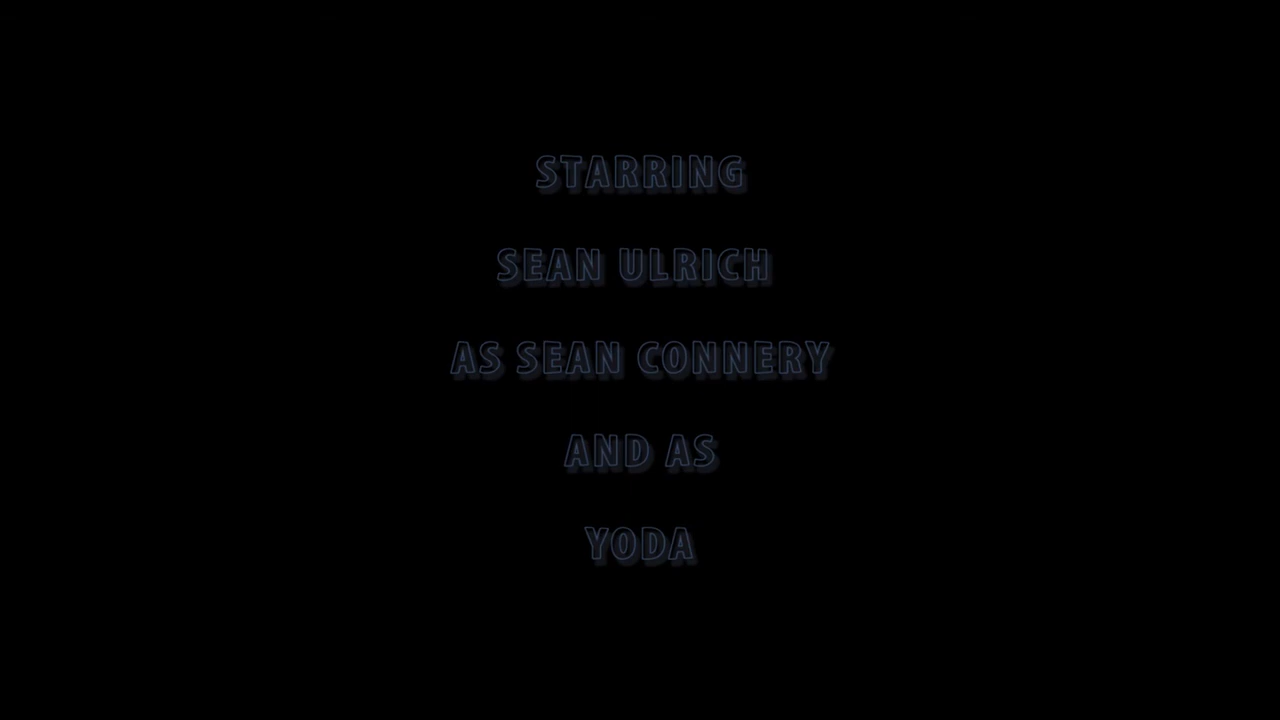 STARRING
SEAN ULRICH
AS SEAN CONNERY
AND AS
YODA